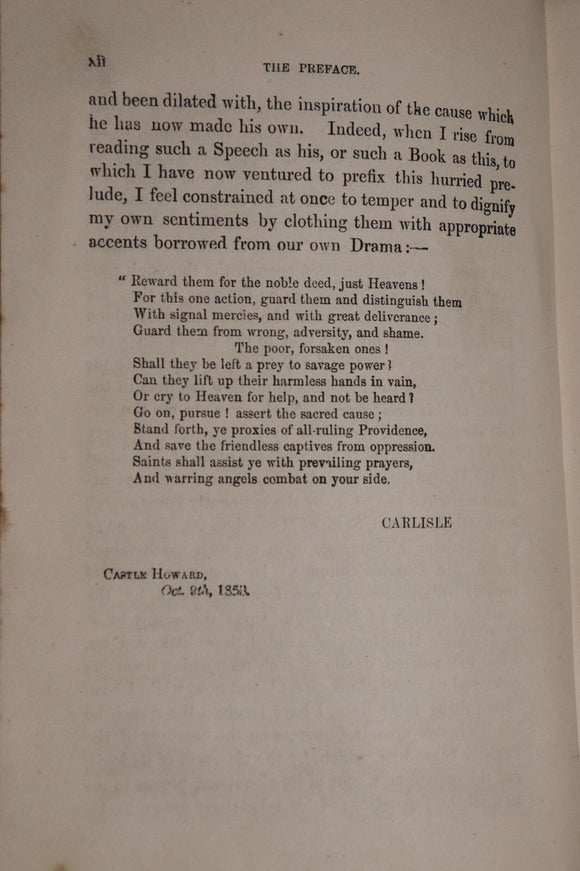 xii
THE PREFACE.
and been dilated with, the inspiration of the cause which
he has now made his own. Indeed, when I rise from
reading such a Speech as his, or such a Book as this, to
which I have now ventured to prefix this hurried pre-
lude, I feel constrained at once to temper and to dignify
my own sentiments by clothing them with appropriate
accents borrowed from our own Drama:—
“ Reward them for the noble deed, just Heavens !
For this one action, guard them and distinguish them
With signal mercies, and with great deliverance ;
Guard them from wrong, adversity, and shame.
The poor, forsaken ones !
Shall they be left a prey to savage power?
Can they lift up their harmless hands in vain,
Or cry to Heaven for help, and not be heard?
Go on, pursue ! assert the sacred cause ;
Stand forth, ye proxies of all-ruling Providence,
And save the friendless captives from oppression.
Saints shall assist ye with prevailing prayers,
And warring angels combat on your side.
CARLISLE
Castle Howard,
Oct. 9th, 1853.